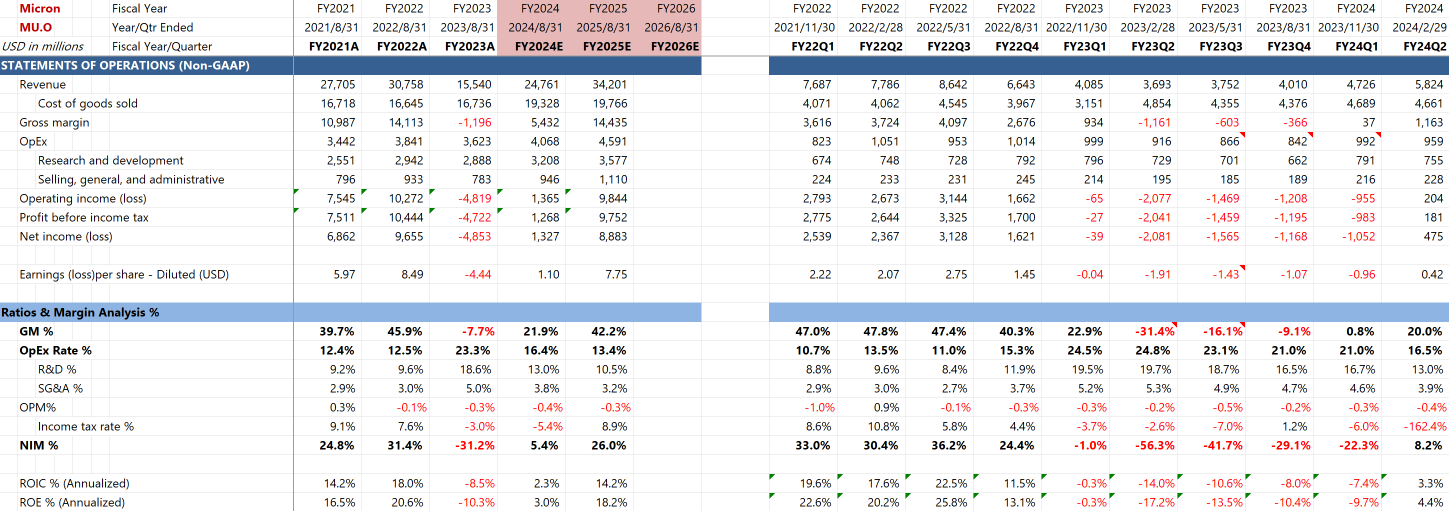 Micron Fiscal Year FY2021 FY2022 FY2023 FY2024 FY2025 FY2026 FY2022 FY2022 FY2022 FY2022 FY2023 FY2023 FY2023 FY2023 FY2024 FY2024
MU.O Year/Qtr Ended 2021/8/31 2022/8/31 2023/8/31 2024/8/31 2025/8/31 2026/8/31 2021/11/30 2022/2/28 2022/5/31 2022/8/31 2022/11/30 2023/2/28 2023/5/31 2023/8/31 2023/11/30 2024/2/29
USD in millions Fiscal Year/Quarter FY2021A FY2022A FY2023A FY2024E FY2025E FY2026E FY22Q1 FY22Q2 FY22Q3 FY22Q4 FY23Q1 FY23Q2 FY23Q3 FY23Q4 FY24Q1 FY24Q2
STATEMENTS OF OPERATIONS (Non-GAAP)
Revenue 27,705 30,758 15,540 24,761 34,201 7,687 7,786 8,642 6,643 4,085 3,693 3,752 4,010 4,726 5,824
Cost of goods sold 16,718 16,645 16,736 19,328 19,766 4,071 4,062 4,545 3,967 3,151 4,854 4,355 4,376 4,689 4,661
Gross margin 10,987 14,113 -1,196 5,432 14,435 3,616 3,724 4,097 2,676 934 -1,161 -603 -366 37 1,163
OpEx 3,442 3,841 3,623 4,068 4,591 823 1,051 953 1,014 999 916 866 842 992 959
Research and development 2,551 2,942 2,888 3,208 3,577 674 748 728 792 796 729 701 662 791 755
Selling, general, and administrative 796 933 783 946 1,110 224 233 231 245 214 195 185 189 216 228
Operating income (loss) 7,545 10,272 -4,819 1,365 9,844 2,793 2,673 3,144 1,662 -65 -2,077 -1,469 -1,208 -955 204
Profit before income tax 7,511 10,444 -4,722 1,268 9,752 2,775 2,644 3,325 1,700 -27 -2,041 -1,459 -1,195 -983 181
Net income (loss) 6,862 9,655 -4,853 1,327 8,883 2,539 2,367 3,128 1,621 -39 -2,081 -1,565 -1,168 -1,052 475
Earnings (loss)per share - Diluted (USD) 5.97 8.49 -4.44 1.10 7.75 2.22 2.07 2.75 1.45 -0.04 -1.91 -1.43 -1.07 -0.96 0.42
Ratios & Margin Analysis %
GM % 39.7% 45.9% -7.7% 21.9% 42.2% 47.0% 47.8% 47.4% 40.3% 22.9% -31.4% -16.1% -9.1% 0.8% 20.0%
OpEx Rate % 12.4% 12.5% 23.3% 16.4% 13.4% 10.7% 13.5% 11.0% 15.3% 24.5% 24.8% 23.1% 21.0% 21.0% 16.5%
R&D % 9.2% 9.6% 18.6% 13.0% 10.5% 8.8% 9.6% 8.4% 11.9% 19.5% 19.7% 18.7% 16.5% 16.7% 13.0%
SG&A % 2.9% 3.0% 5.0% 3.8% 3.2% 2.9% 3.0% 2.7% 3.7% 5.2% 5.3% 4.9% 4.7% 4.6% 3.9%
OPM% 0.3% -0.1% -0.3% -0.4% -0.3% -1.0% 0.9% -0.1% -0.3% -0.3% -0.2% -0.5% -0.2% -0.3% -0.4%
Income tax rate % 9.1% 7.6% -3.0% -5.4% 8.9% 8.6% 10.8% 5.8% 4.4% -3.7% -2.6% -7.0% 1.2% -6.0% -162.4%
NIM % 24.8% 31.4% -31.2% 5.4% 26.0% 33.0% 30.4% 36.2% 24.4% -1.0% -56.3% -41.7% -29.1% -22.3% 8.2%
ROIC % (Annualized) 14.2% 18.0% -8.5% 2.3% 14.2% 19.6% 17.6% 22.5% 11.5% -0.3% -14.0% -10.6% -8.0% -7.4% 3.3%
ROE % (Annualized) 16.5% 20.6% -10.3% 3.0% 18.2% 22.6% 20.2% 25.8% 13.1% -0.3% -17.2% -13.5% -10.4% -9.7% 4.4%